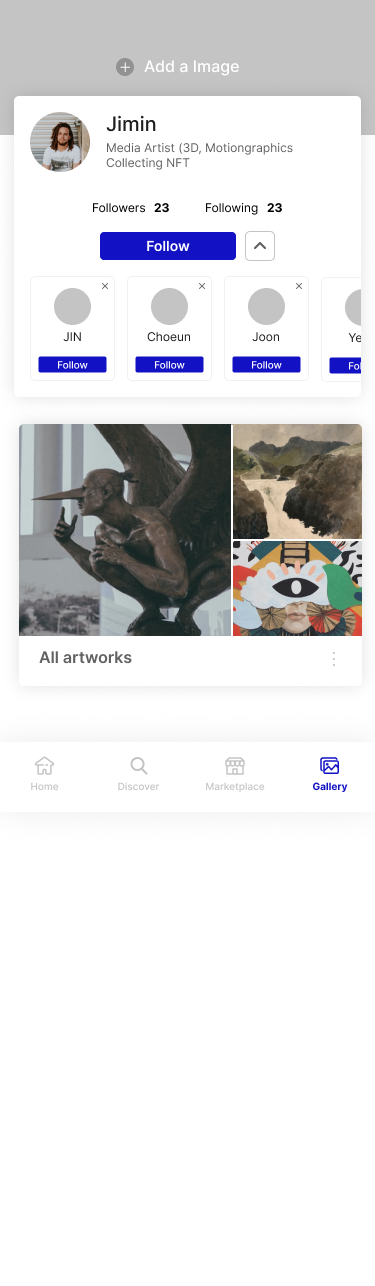 Add a Image
Jimin
Media Artist (3D, Motiongraphics
Collecting NFT
Followers 23 Following 23
Follow
JIN Choeun Joon Ye
Follow Follow Follow Fol
All artworks
Home Discover Marketplace Gallery